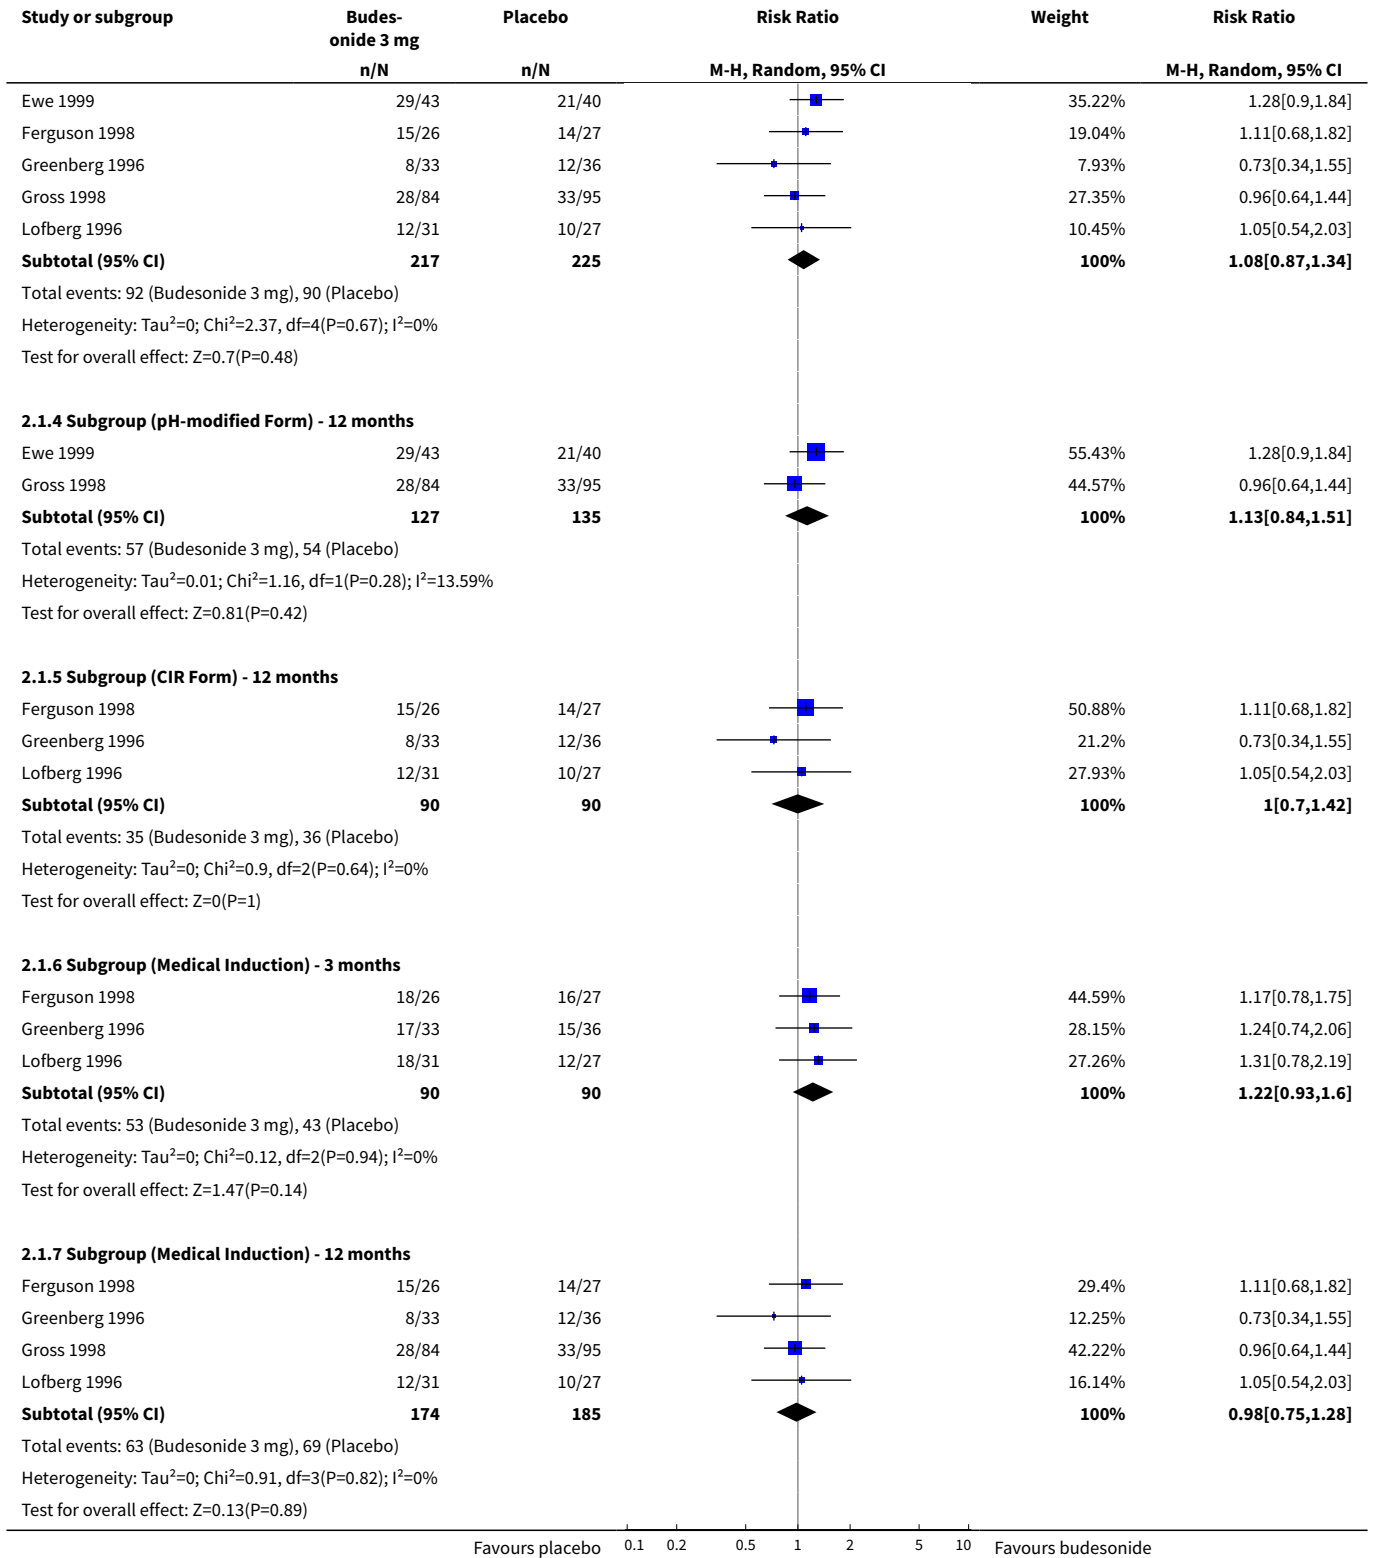 Study or subgroup Budes- Placebo Risk Ratio Weight Risk Ratio
onide 3 mg
n/N n/N M-H, Random, 95% CI M-H, Random, 95% CI
Ewe 1999 29/43 21/40 35.22% 1.28[0.9,1.84]
Ferguson 1998 15/26 14/27 19.04% 1.11[0.68,1.82]
Greenberg 1996 8/33 12/36 7.93% 0.73[0.34,1.55]
Gross 1998 28/84 33/95 27.35% 0.96[0.64,1.44]
Lofberg 1996 12/31 10/27 10.45% 1.05[0.54,2.03]
Subtotal (95% CI) 217 225 100% 1.08[0.87,1.34]
Total events: 92 (Budesonide 3 mg), 90 (Placebo)
Heterogeneity: Tau²=0; Chi²=2.37, df=4(P=0.67); I²=0%
Test for overall effect: Z=0.7(P=0.48)
2.1.4 Subgroup (pH-modified Form) - 12 months
Ewe 1999 29/43 21/40 55.43% 1.28[0.9,1.84]
Gross 1998 28/84 33/95 44.57% 0.96[0.64,1.44]
Subtotal (95% CI) 127 135 100% 1.13[0.84,1.51]
Total events: 57 (Budesonide 3 mg), 54 (Placebo)
Heterogeneity: Tau²=0.01; Chi²=1.16, df=1(P=0.28); I²=13.59%
Test for overall effect: Z=0.81(P=0.42)
2.1.5 Subgroup (CIR Form) - 12 months
Ferguson 1998 15/26 14/27 50.88% 1.11[0.68,1.82]
Greenberg 1996 8/33 12/36 21.2% 0.73[0.34,1.55]
Lofberg 1996 12/31 10/27 27.93% 1.05[0.54,2.03]
Subtotal (95% CI) 90 90 100% 1[0.7,1.42]
Total events: 35 (Budesonide 3 mg), 36 (Placebo)
Heterogeneity: Tau²=0; Chi²=0.9, df=2(P=0.64); I²=0%
Test for overall effect: Z=0(P=1)
2.1.6 Subgroup (Medical Induction) - 3 months
Ferguson 1998 18/26 16/27 44.59% 1.17[0.78,1.75]
Greenberg 1996 17/33 15/36 28.15% 1.24[0.74,2.06]
Lofberg 1996 18/31 12/27 27.26% 1.31[0.78,2.19]
Subtotal (95% CI) 90 90 100% 1.22[0.93,1.6]
Total events: 53 (Budesonide 3 mg), 43 (Placebo)
Heterogeneity: Tau²=0; Chi²=0.12, df=2(P=0.94); I²=0%
Test for overall effect: Z=1.47(P=0.14)
2.1.7 Subgroup (Medical Induction) - 12 months
Ferguson 1998 15/26 14/27 29.4% 1.11[0.68,1.82]
Greenberg 1996 8/33 12/36 12.25% 0.73[0.34,1.55]
Gross 1998 28/84 33/95 42.22% 0.96[0.64,1.44]
Lofberg 1996 12/31 10/27 16.14% 1.05[0.54,2.03]
Subtotal (95% CI) 174 185 100% 0.98[0.75,1.28]
Total events: 63 (Budesonide 3 mg), 69 (Placebo)
Heterogeneity: Tau²=0; Chi²=0.91, df=3(P=0.82); I²=0%
Test for overall effect: Z=0.13(P=0.89)
Favours placebo 0.1 0.2 0.5 1 2 5 10 Favours budesonide